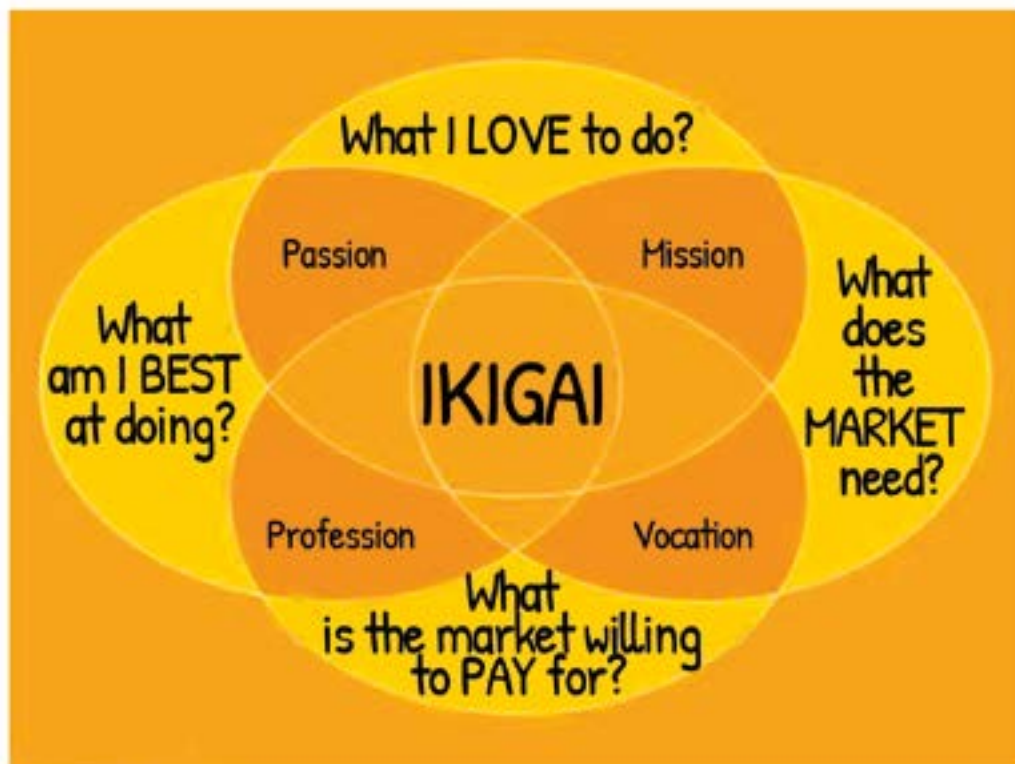 What I LOVE to do?
Passion
Mission
What
am I BEST
at doing?
What
does
the
MARKET
need?
IKIGAI
Profession
Vocation
What
is the market willing
to PAY for?